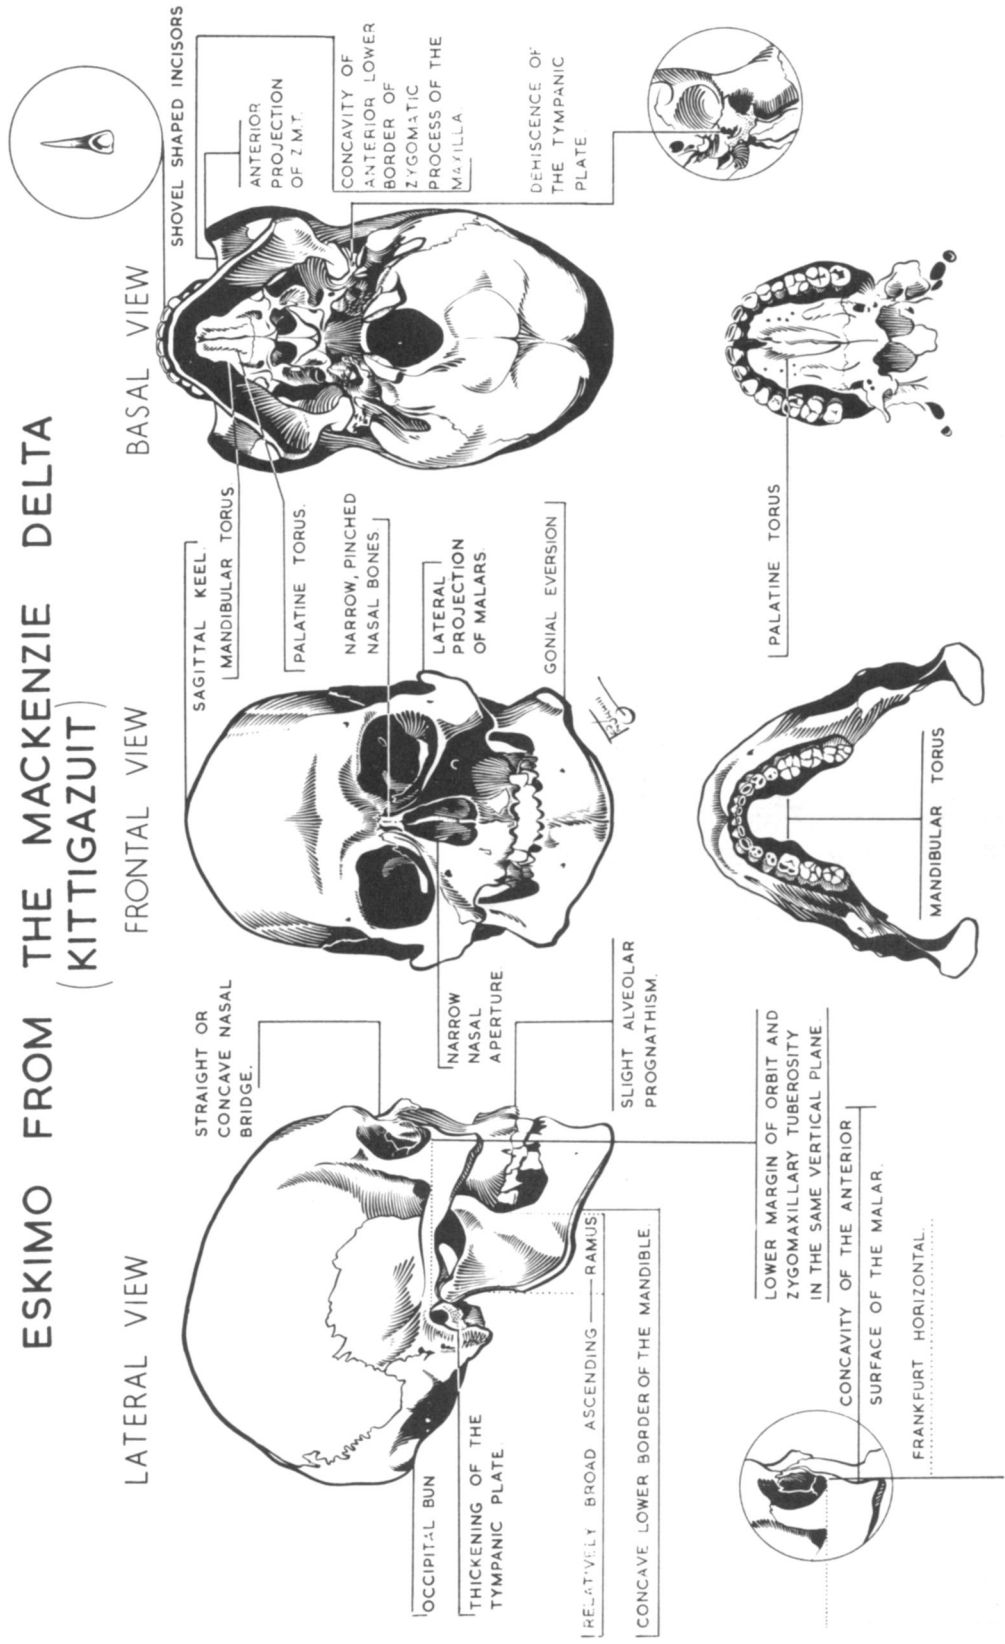 ESKIMO FROM THE MACKENZIE DELTA
(KITTIGAZUIT)
LATERAL VIEW
FRONTAL VIEW
BASAL VIEW
STRAIGHT OR
CONCAVE NASAL
BRIDGE.
OCCIPITAL BUN
THICKENING OF THE
TYMPANIC PLATE.
RELATIVELY BROAD ASCENDING RAMUS
CONCAVE LOWER BORDER OF THE MANDIBLE.
NARROW
NASAL
APERTURE
SLIGHT ALVEOLAR
PROGNATHISM.
LOWER MARGIN OF ORBIT AND
ZYGOMAXILLARY TUBEROSITY
IN THE SAME VERTICAL PLANE.
CONCAVITY OF THE ANTERIOR
SURFACE OF THE MALAR.
FRANKFURT HORIZONTAL.
SAGITTAL KEEL.
MANDIBULAR TORUS
PALATINE TORUS.
NARROW, PINCHED
NASAL BONES.
LATERAL
PROJECTION
OF MALARS.
GONIAL EVERSION
MANDIBULAR TORUS
SHOVEL SHAPED INCISORS
ANTERIOR
PROJECTION
OF Z.M.T.
CONCAVITY OF
ANTERIOR LOWER
BORDER OF
ZYGOMATIC
PROCESS OF THE
MAXILLA.
DEHISCENCE OF
THE TYMPANIC
PLATE.
PALATINE TORUS